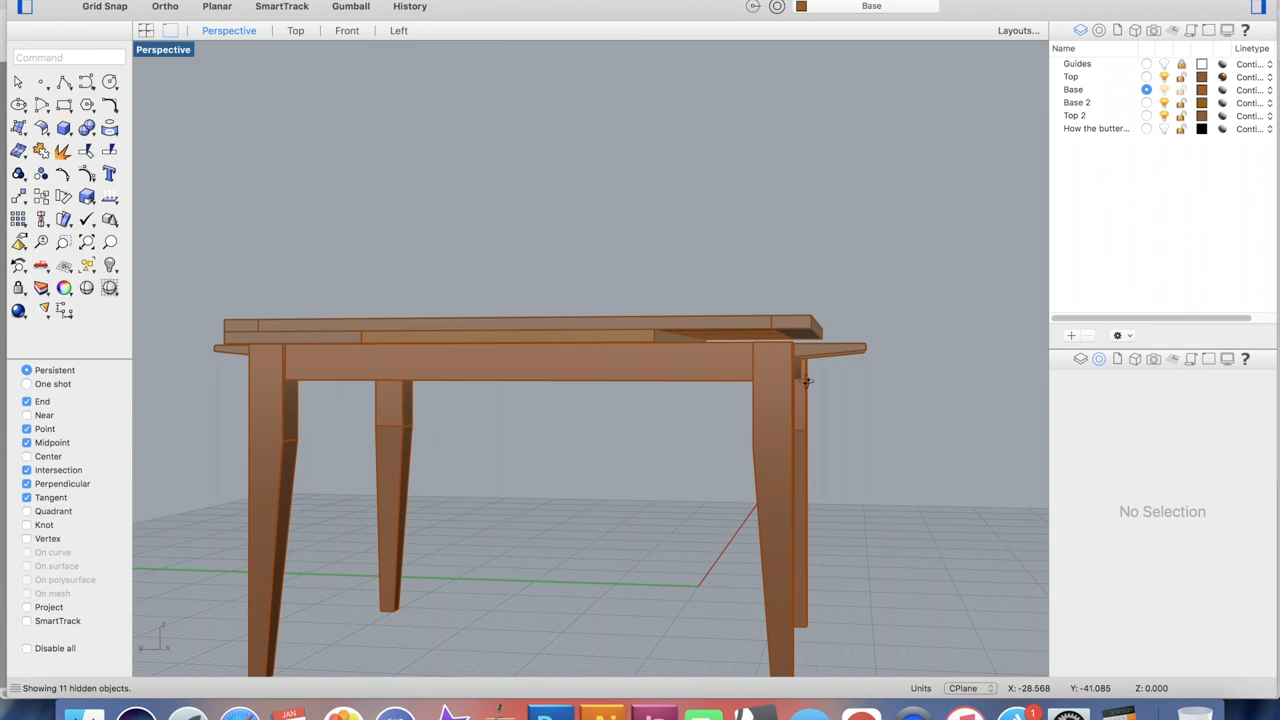 Grid Snap Ortho Planar SmartTrack Gumball History Base
Perspective Top Front Left Layouts...
Perspective
Command
Name Linetype
Guides Conti...
Top Conti...
Base Conti...
Base 2 Conti...
Top 2 Conti...
How the butter... Conti...
Persistent
One shot
End
Near
Point
Midpoint
Center
Intersection
Perpendicular
Tangent
Quadrant
Knot
Vertex
On curve
On surface
On polysurface
On mesh
Project
SmartTrack
Disable all
No Selection
z
y x
Showing 11 hidden objects. Units CPlane X: -28.568 Y: -41.085 Z: 0.000
JAN 1